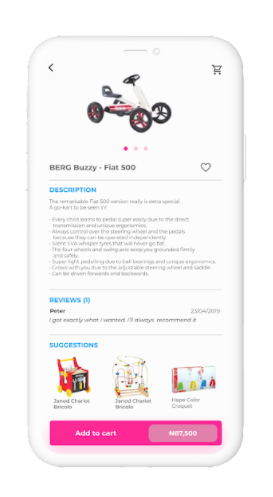 BERG Buzzy - Fiat 500
DESCRIPTION
The remarkable Fiat 500 version ready is extra special .
A go-kart to be seen in!
- Every child learns to pedal super easily due to the direct
transmission and unique ergonomics.
- Always control over the steering wheel and the pedals
because they can be operated independently.
- Silent EVA whisper tyres that will never go flat.
- The four wheels and swing axle keep you grounded firmly
and safely.
- Super light pedalling due to ball bearings and unique ergonomics.
- Grows with you due to the adjustable steering wheel and saddle.
- Can be driven forwards and backwards.
REVIEWS (1)
Peter 23/04/2019
I got exactly what I wanted. I'll always recommend it
SUGGESTIONS
Janod Chariot
Bricolo
Janod Chariot
Bricolo
Hape Color
Croquet
Add to cart ₦87,500